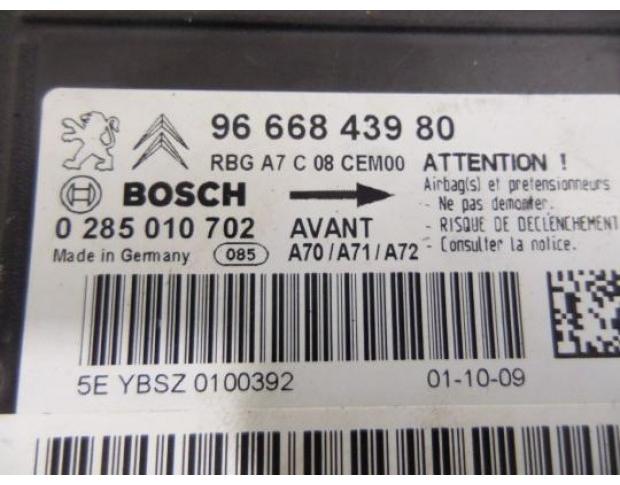 96 668 439 80
RBG A7 C 08 CEM00
BOSCH
0 285 010 702
Made in Germany 085
AVANT
A70/A71/A72
ATTENTION !
Airbag(s) et pretensionneurs
- Ne pas demonter.
- RISQUE DE DECLENCHEMENT
- Consulter la notice.
5E YBSZ 0100392 01-10-09